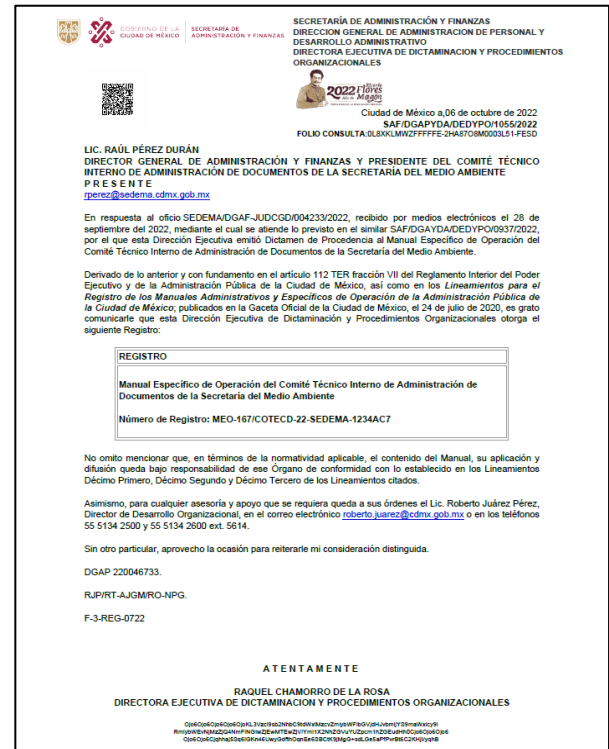 GOBIERNO DE LA
CIUDAD DE MÉXICO
SECRETARÍA DE
ADMINISTRACIÓN Y FINANZAS
SECRETARÍA DE ADMINISTRACIÓN Y FINANZAS
DIRECCION GENERAL DE ADMINISTRACION DE PERSONAL Y
DESARROLLO ADMINISTRATIVO
DIRECTORA EJECUTIVA DE DICTAMINACION Y PROCEDIMIENTOS
ORGANIZACIONALES
2022 Ricardo
Flores
Año de Magón
Ciudad de México a,06 de octubre de 2022
SAF/DGAPYDA/DEDYPO/1055/2022
FOLIO CONSULTA:0L8XKLMWZFFFFFE-2HA87O8M0003L51-FESD
LIC. RAÚL PÉREZ DURÁN
DIRECTOR GENERAL DE ADMINISTRACIÓN Y FINANZAS Y PRESIDENTE DEL COMITÉ TÉCNICO
INTERNO DE ADMINISTRACIÓN DE DOCUMENTOS DE LA SECRETARÍA DEL MEDIO AMBIENTE
P R E S E N T E
rperez@sedema.cdmx.gob.mx
En respuesta al oficio SEDEMA/DGAF-JUDCGD/004233/2022, recibido por medios electrónicos el 28 de
septiembre del 2022, mediante el cual se atiende lo previsto en el similar SAF/DGAYDA/DEDYPO/0937/2022,
por el que esta Dirección Ejecutiva emitió Dictamen de Procedencia al Manual Específico de Operación del
Comité Técnico Interno de Administración de Documentos de la Secretaría del Medio Ambiente.
Derivado de lo anterior y con fundamento en el artículo 112 TER fracción VII del Reglamento Interior del Poder
Ejecutivo y de la Administración Pública de la Ciudad de México, así como en los Lineamientos para el
Registro de los Manuales Administrativos y Específicos de Operación de la Administración Pública de
la Ciudad de México; publicados en la Gaceta Oficial de la Ciudad de México, el 24 de julio de 2020, es grato
comunicarle que esta Dirección Ejecutiva de Dictaminación y Procedimientos Organizacionales otorga el
siguiente Registro:
REGISTRO
Manual Específico de Operación del Comité Técnico Interno de Administración de
Documentos de la Secretaria del Medio Ambiente
Número de Registro: MEO-167/COTECD-22-SEDEMA-1234AC7
No omito mencionar que, en términos de la normatividad aplicable, el contenido del Manual, su aplicación y
difusión queda bajo responsabilidad de ese Órgano de conformidad con lo establecido en los Lineamientos
Décimo Primero, Décimo Segundo y Décimo Tercero de los Lineamientos citados.
Asimismo, para cualquier asesoría y apoyo que se requiera queda a sus órdenes el Lic. Roberto Juárez Pérez,
Director de Desarrollo Organizacional, en el correo electrónico roberto.juarez@cdmx.gob.mx o en los teléfonos
55 5134 2500 y 55 5134 2600 ext. 5614.
Sin otro particular, aprovecho la ocasión para reiterarle mi consideración distinguida.
DGAP 220046733.
RJP/RT-AJGM/RO-NPG.
F-3-REG-0722
A T E N T A M E N T E
RAQUEL CHAMORRO DE LA ROSA
DIRECTORA EJECUTIVA DE DICTAMINACION Y PROCEDIMIENTOS ORGANIZACIONALES